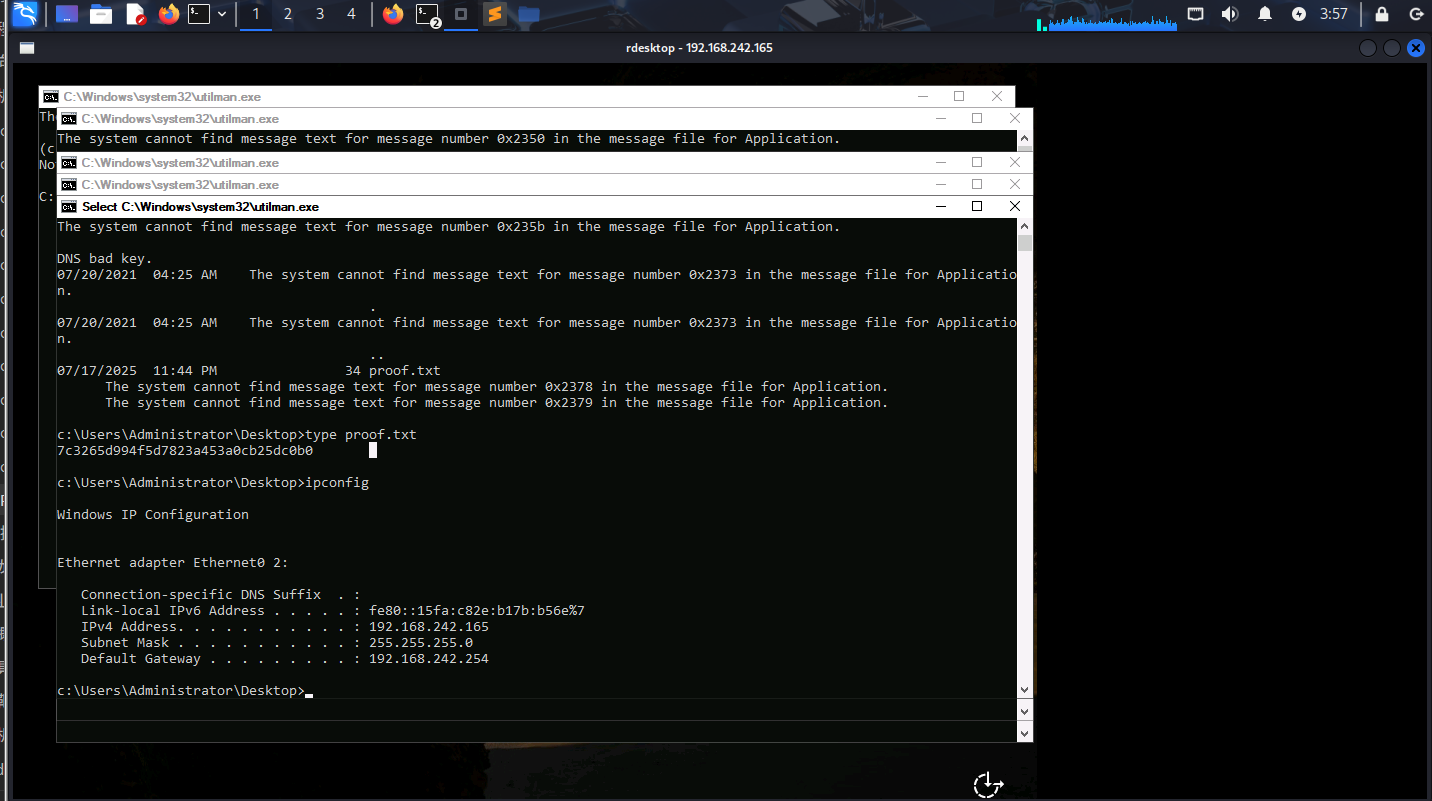 1 2 3 4
2
3:57
rdesktop - 192.168.242.165
C:\Windows\system32\utilman.exe
Th
C:\Windows\system32\utilman.exe
The system cannot find message text for message number 0x2350 in the message file for Application.
(c
No
C:\Windows\system32\utilman.exe
C:\Windows\system32\utilman.exe
C:
Select C:\Windows\system32\utilman.exe
The system cannot find message text for message number 0x235b in the message file for Application.
DNS bad key.
07/20/2021  04:25 AM    The system cannot find message text for message number 0x2373 in the message file for Applicatio
n.
.
07/20/2021  04:25 AM    The system cannot find message text for message number 0x2373 in the message file for Applicatio
n.
..
07/17/2025  11:44 PM                34 proof.txt
The system cannot find message text for message number 0x2378 in the message file for Application.
The system cannot find message text for message number 0x2379 in the message file for Application.
c:\Users\Administrator\Desktop>type proof.txt
7c3265d994f5d7823a453a0cb25dc0b0
c:\Users\Administrator\Desktop>ipconfig
Windows IP Configuration
Ethernet adapter Ethernet0 2:
Connection-specific DNS Suffix  . :
Link-local IPv6 Address . . . . . : fe80::15fa:c82e:b17b:b56e%7
IPv4 Address. . . . . . . . . . . : 192.168.242.165
Subnet Mask . . . . . . . . . . . : 255.255.255.0
Default Gateway . . . . . . . . . : 192.168.242.254
c:\Users\Administrator\Desktop>